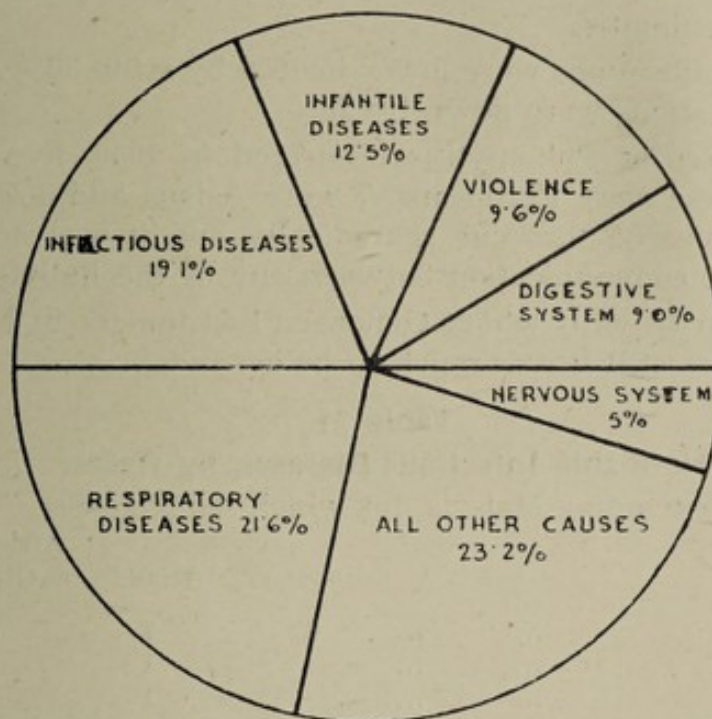 INFANTILE
DISEASES
12·5%
VIOLENCE
9·6%
INFECTIOUS DISEASES
19·1%
DIGESTIVE
SYSTEM 9·0%
NERVOUS SYSTEM
5%
RESPIRATORY
DISEASES 21·6%
ALL OTHER CAUSES
23·2%